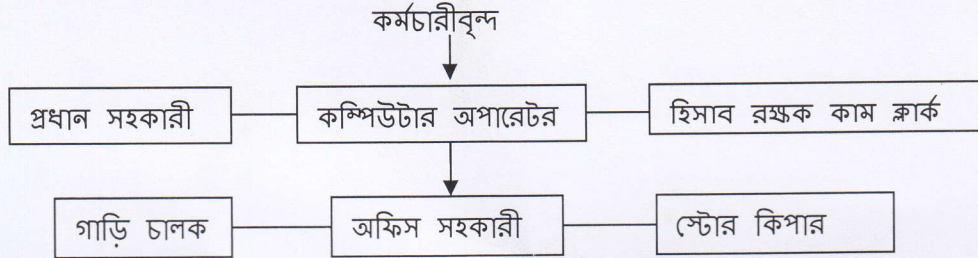 কর্মচারীবৃন্দ
প্রধান সহকারী
কম্পিউটার অপারেটর
হিসাব রক্ষক কাম ক্লার্ক
গাড়ি চালক
অফিস সহকারী
স্টোর কিপার